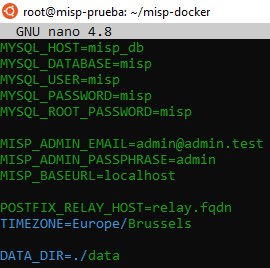 root@misp-prueba: ~/misp-docker
GNU nano 4.8
MYSQL_HOST=misp_db
MYSQL_DATABASE=misp
MYSQL_USER=misp
MYSQL_PASSWORD=misp
MYSQL_ROOT_PASSWORD=misp
MISP_ADMIN_EMAIL=admin@admin.test
MISP_ADMIN_PASSPHRASE=admin
MISP_BASEURL=localhost
POSTFIX_RELAY_HOST=relay.fqdn
TIMEZONE=Europe/Brussels
DATA_DIR=./data